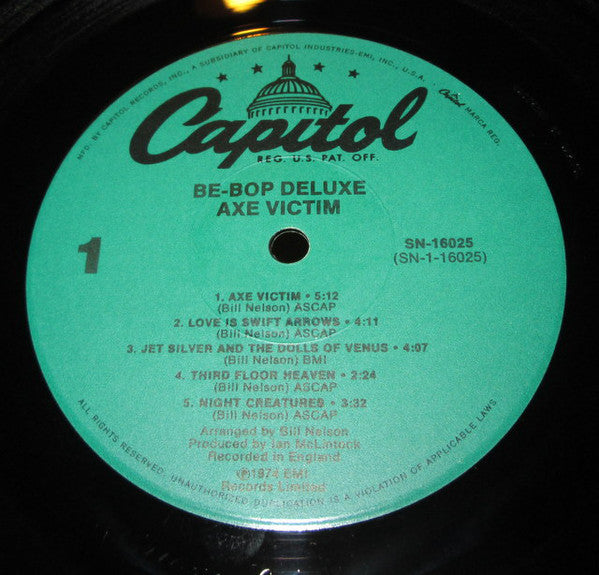 MFD. BY CAPITOL RECORDS, INC., A SUBSIDIARY OF CAPITOL INDUSTRIES-EMI, INC., U.S.A.
Capitol MARCA REG.
Capitol
REG. U.S. PAT. OFF.
BE-BOP DELUXE
AXE VICTIM
1
SN-16025
(SN-1-16025)
1. AXE VICTIM • 5:12
(Bill Nelson) ASCAP
2. LOVE IS SWIFT ARROWS • 4:11
(Bill Nelson) ASCAP
3. JET SILVER AND THE DOLLS OF VENUS • 4:07
(Bill Nelson) BMI
4. THIRD FLOOR HEAVEN • 2:24
(Bill Nelson) ASCAP
5. NIGHT CREATURES • 3:32
(Bill Nelson) ASCAP
Arranged by Bill Nelson
Produced by Ian McLintock
Recorded in England
℗1974 EMI
Records Limited
ALL RIGHTS RESERVED. UNAUTHORIZED DUPLICATION IS A VIOLATION OF APPLICABLE LAWS